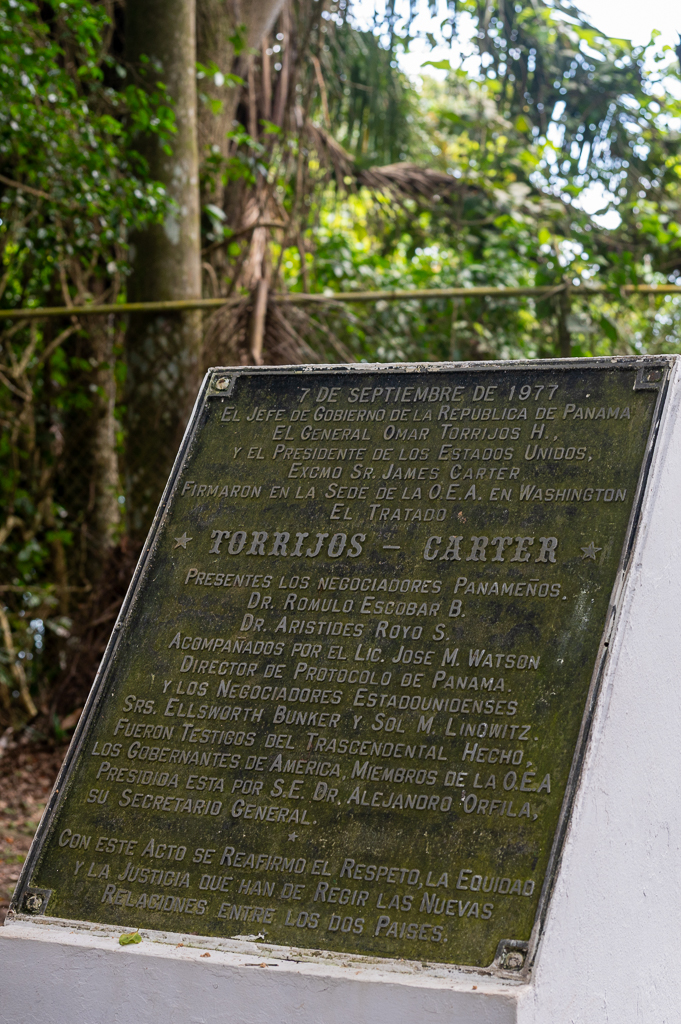 7 DE SEPTIEMBRE DE 1977
EL JEFE DE GOBIERNO DE LA REPUBLICA DE PANAMA
EL GENERAL OMAR TORRIJOS H.,
Y EL PRESIDENTE DE LOS ESTADOS UNIDOS,
EXCMO SR. JAMES CARTER
FIRMARON EN LA SEDE DE LA O.E.A. EN WASHINGTON
EL TRATADO
TORRIJOS – CARTER
PRESENTES LOS NEGOCIADORES PANAMEÑOS.
DR. ROMULO ESCOBAR B.
DR. ARISTIDES ROYO S.
ACOMPAÑADOS POR EL LIC. JOSE M. WATSON
DIRECTOR DE PROTOCOLO DE PANAMA.
Y LOS NEGOCIADORES ESTADOUNIDENSES
SRS. ELLSWORTH BUNKER Y SOL M. LINOWITZ.
FUERON TESTIGOS DEL TRASCENDENTAL HECHO,
LOS GOBERNANTES DE AMERICA, MIEMBROS DE LA O.E.A
PRESIDIDA ESTA POR S.E. DR. ALEJANDRO ORFILA,
SU SECRETARIO GENERAL.
CON ESTE ACTO SE REAFIRMO EL RESPETO, LA EQUIDAD
Y LA JUSTICIA QUE HAN DE REGIR LAS NUEVAS
RELACIONES ENTRE LOS DOS PAISES.